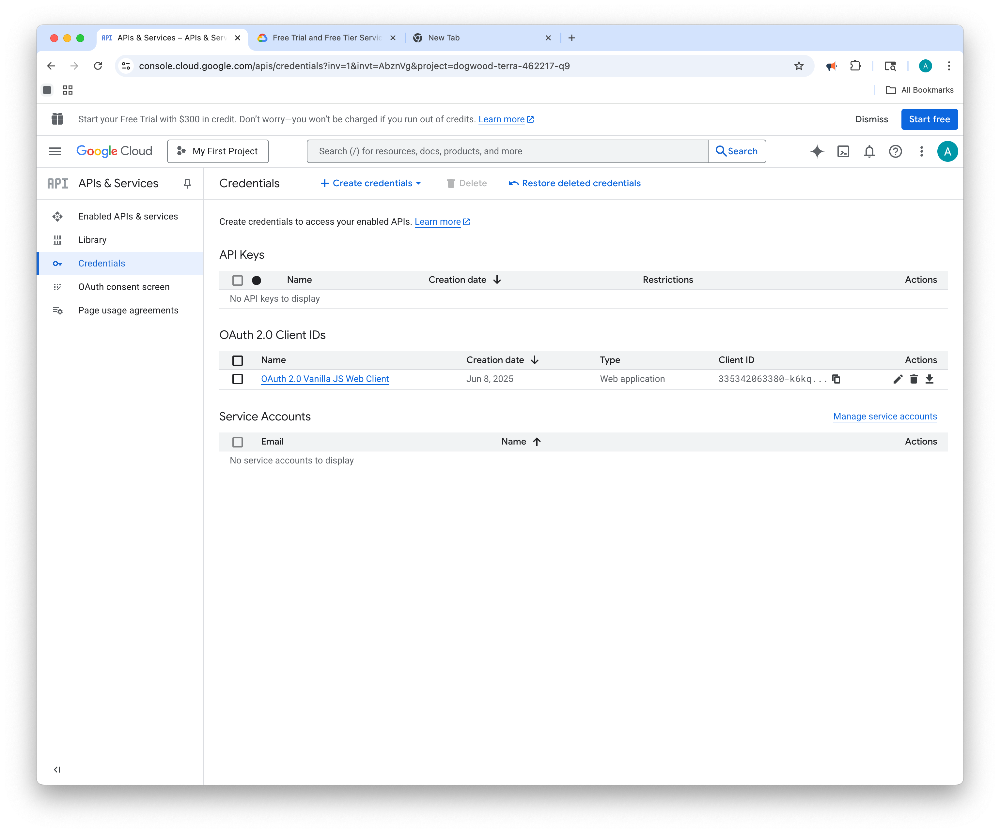 API APIs & Services – APIs & Serv
Free Trial and Free Tier Servic
New Tab
console.cloud.google.com/apis/credentials?inv=1&invt=AbznVg&project=dogwood-terra-462217-q9
A
All Bookmarks
Start your Free Trial with $300 in credit. Don’t worry—you won’t be charged if you run out of credits. Learn more
Dismiss
Start free
Google Cloud
My First Project
Search (/) for resources, docs, products, and more
Search
A
API APIs & Services
Enabled APIs & services
Library
Credentials
OAuth consent screen
Page usage agreements
Credentials
Create credentials
Delete
Restore deleted credentials
Create credentials to access your enabled APIs. Learn more
API Keys
Name Creation date Restrictions Actions
No API keys to display
OAuth 2.0 Client IDs
Name Creation date Type Client ID Actions
OAuth 2.0 Vanilla JS Web Client Jun 8, 2025 Web application 335342063380-k6kq...
Service Accounts
Manage service accounts
Email Name Actions
No service accounts to display